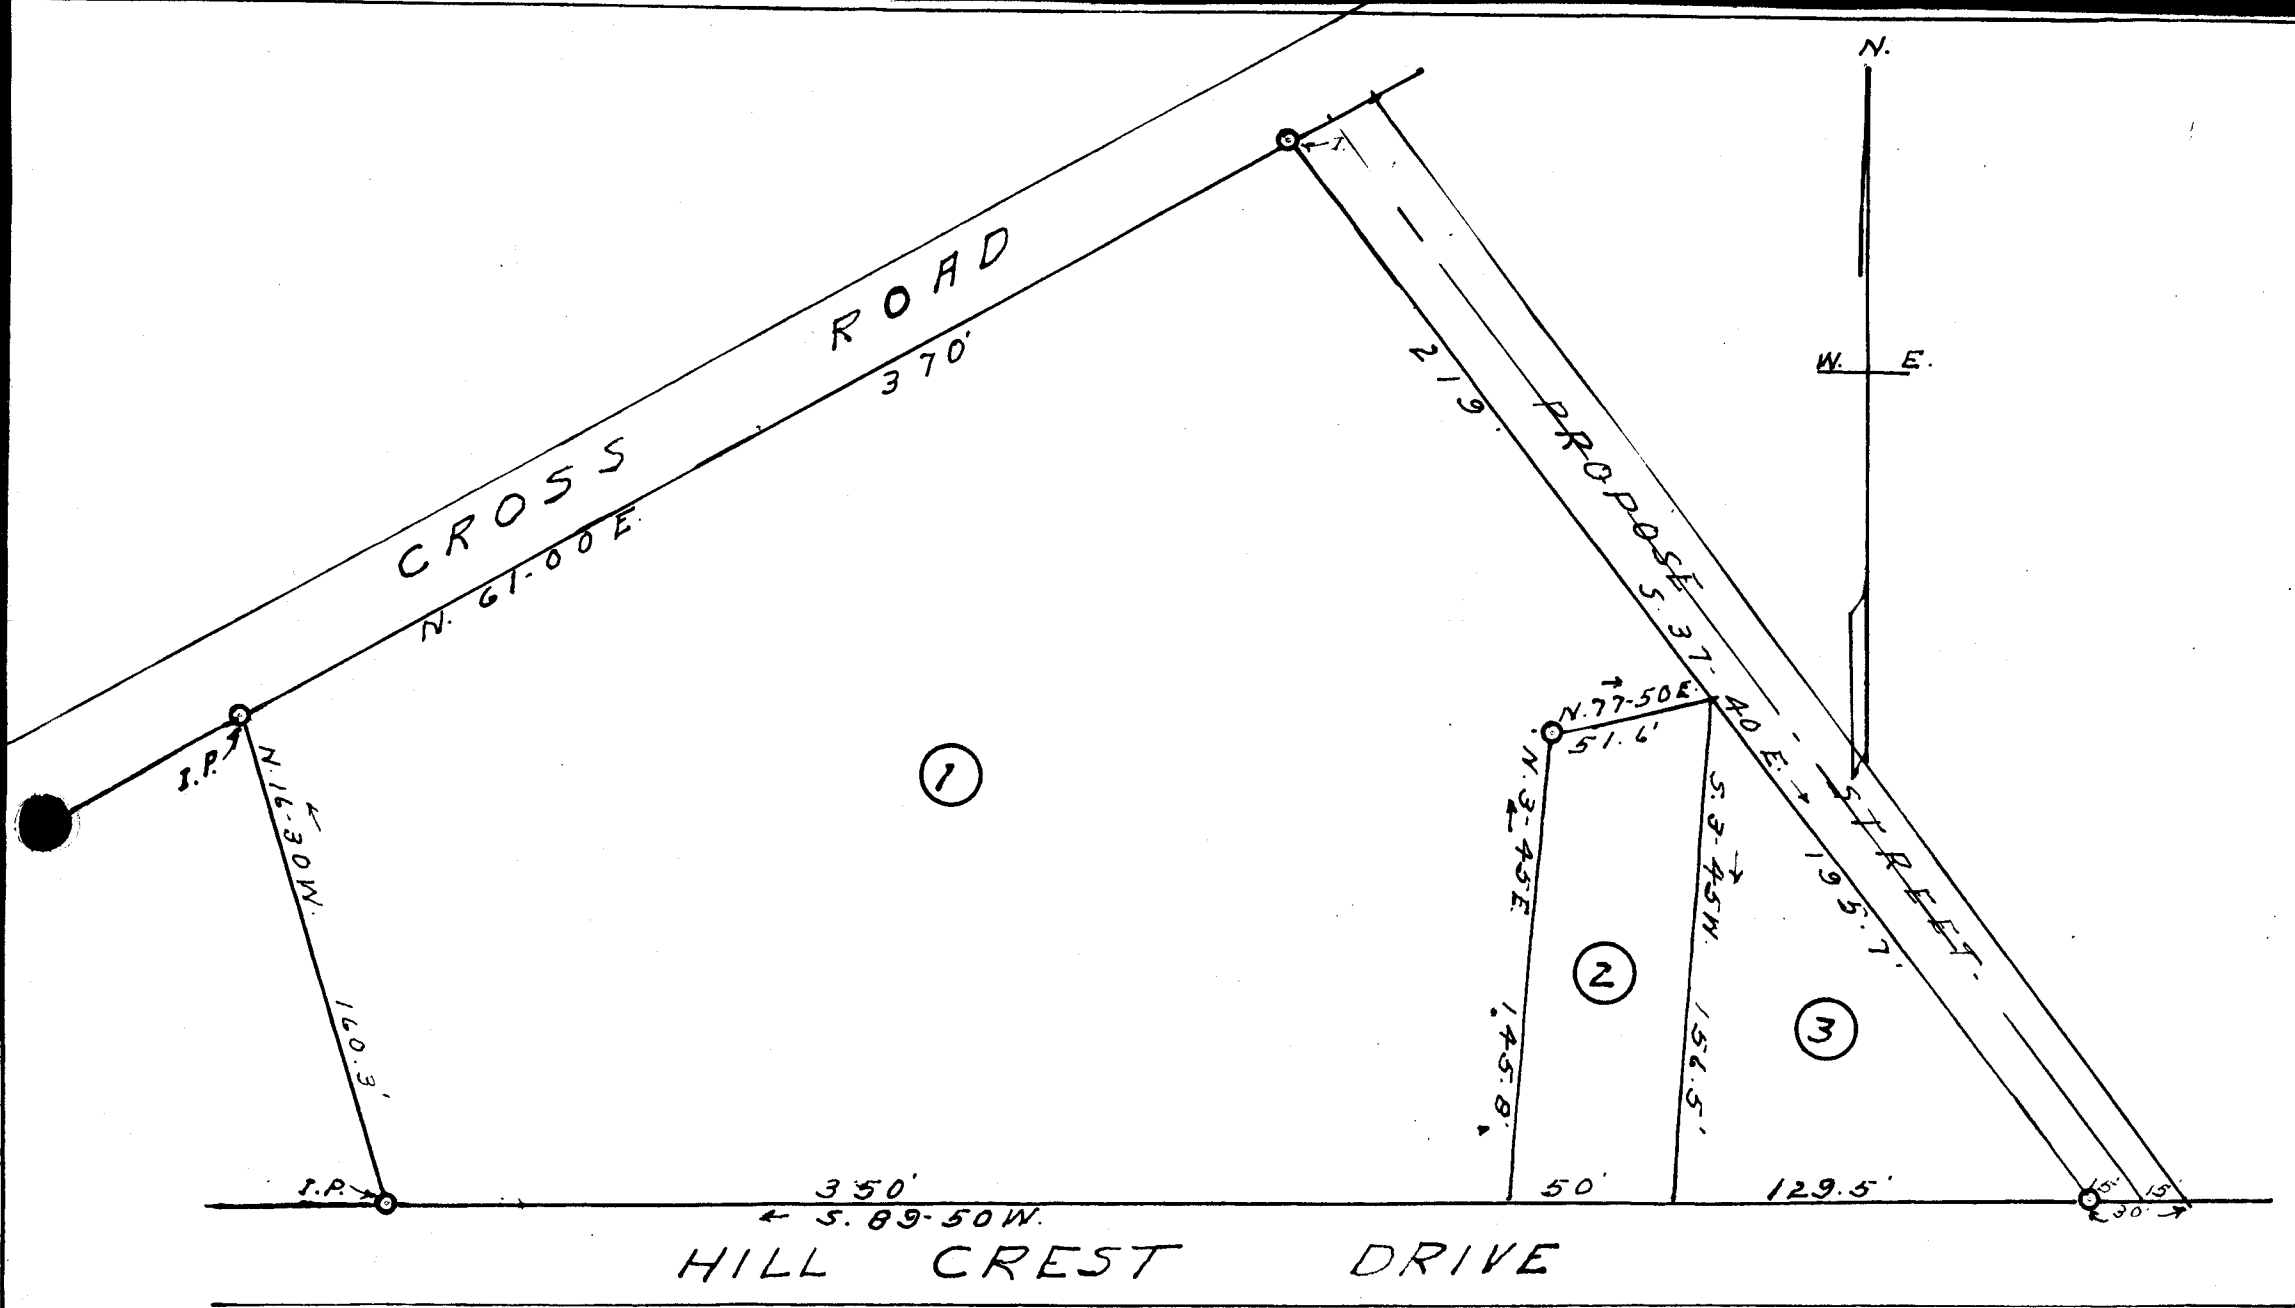 N.
W. E.
CROSS ROAD
370'
N. 61-00 E.
I.
219'
PROPOSE STREET.
S. 37-40 E.
195.7'
I.P.
N. 16-30 W.
160.3'
1
N. 77-50 E.
51.6'
N. 3-45 E.
145.8'
2
S. 3-45 W.
156.5'
3
I.P.
350'
50'
129.5'
15' 15'
30'
S. 89-50 W.
HILL CREST DRIVE